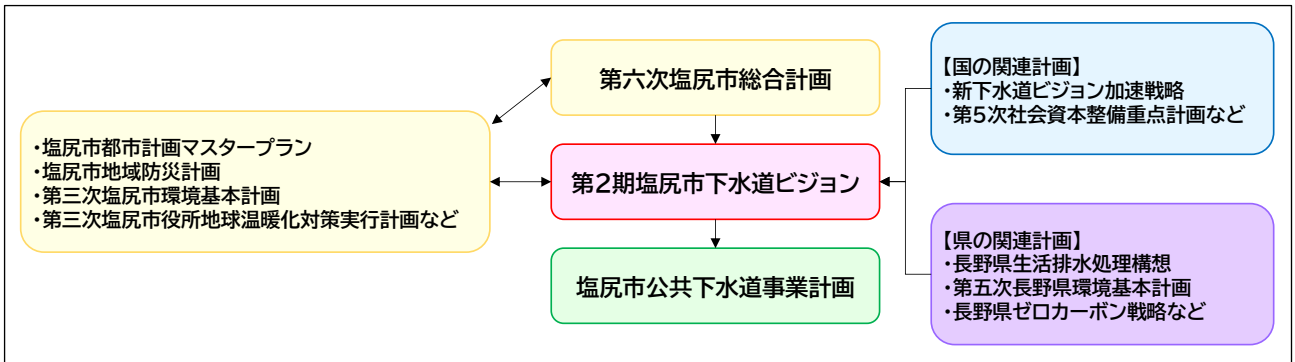 第六次塩尻市総合計画
・塩尻市都市計画マスタープラン
・塩尻市地域防災計画
・第三次塩尻市環境基本計画
・第三次塩尻市役所地球温暖化対策実行計画など
第2期塩尻市下水道ビジョン
塩尻市公共下水道事業計画
【国の関連計画】
・新下水道ビジョン加速戦略
・第5次社会資本整備重点計画など
【県の関連計画】
・長野県生活排水処理構想
・第五次長野県環境基本計画
・長野県ゼロカーボン戦略など